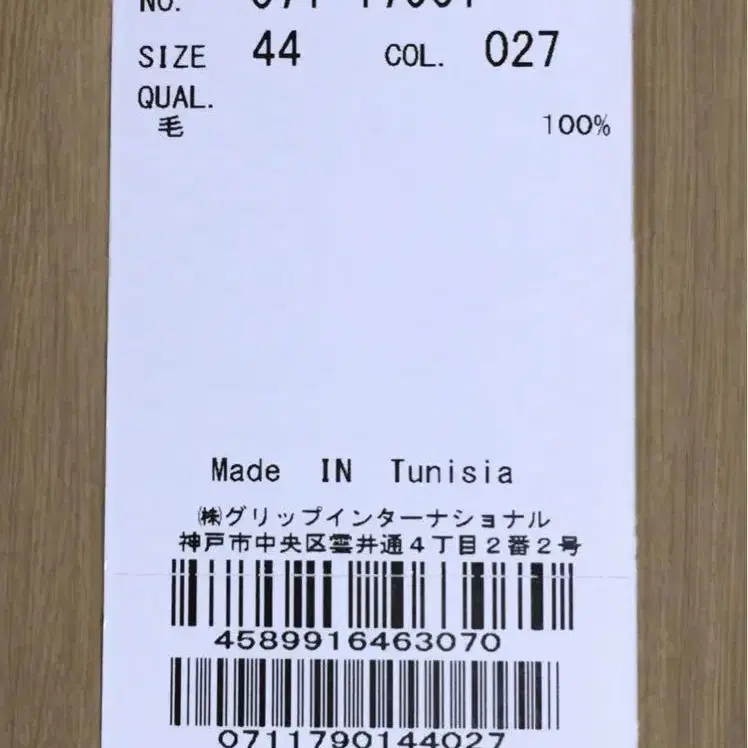 NO.
SIZE 44 COL. 027
QUAL.
毛 100%
Made IN Tunisia
㈱グリップインターナショナル
神戸市中央区雲井通4丁目2番2号
4589916463070
0711790144027